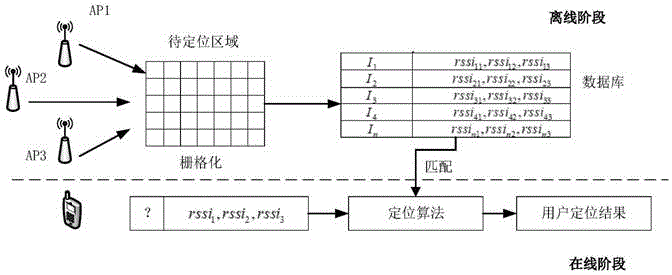 AP1
离线阶段
待定位区域
AP2
I1 rssi11,rssi12,rssi13
I2 rssi21,rssi22,rssi23
I3 rssi31,rssi32,rssi33
I4 rssi41,rssi42,rssi43
In rssin1,rssin2,rssin3
数据库
AP3
栅格化
匹配
? rssi1,rssi2,rssi3
定位算法
用户定位结果
在线阶段